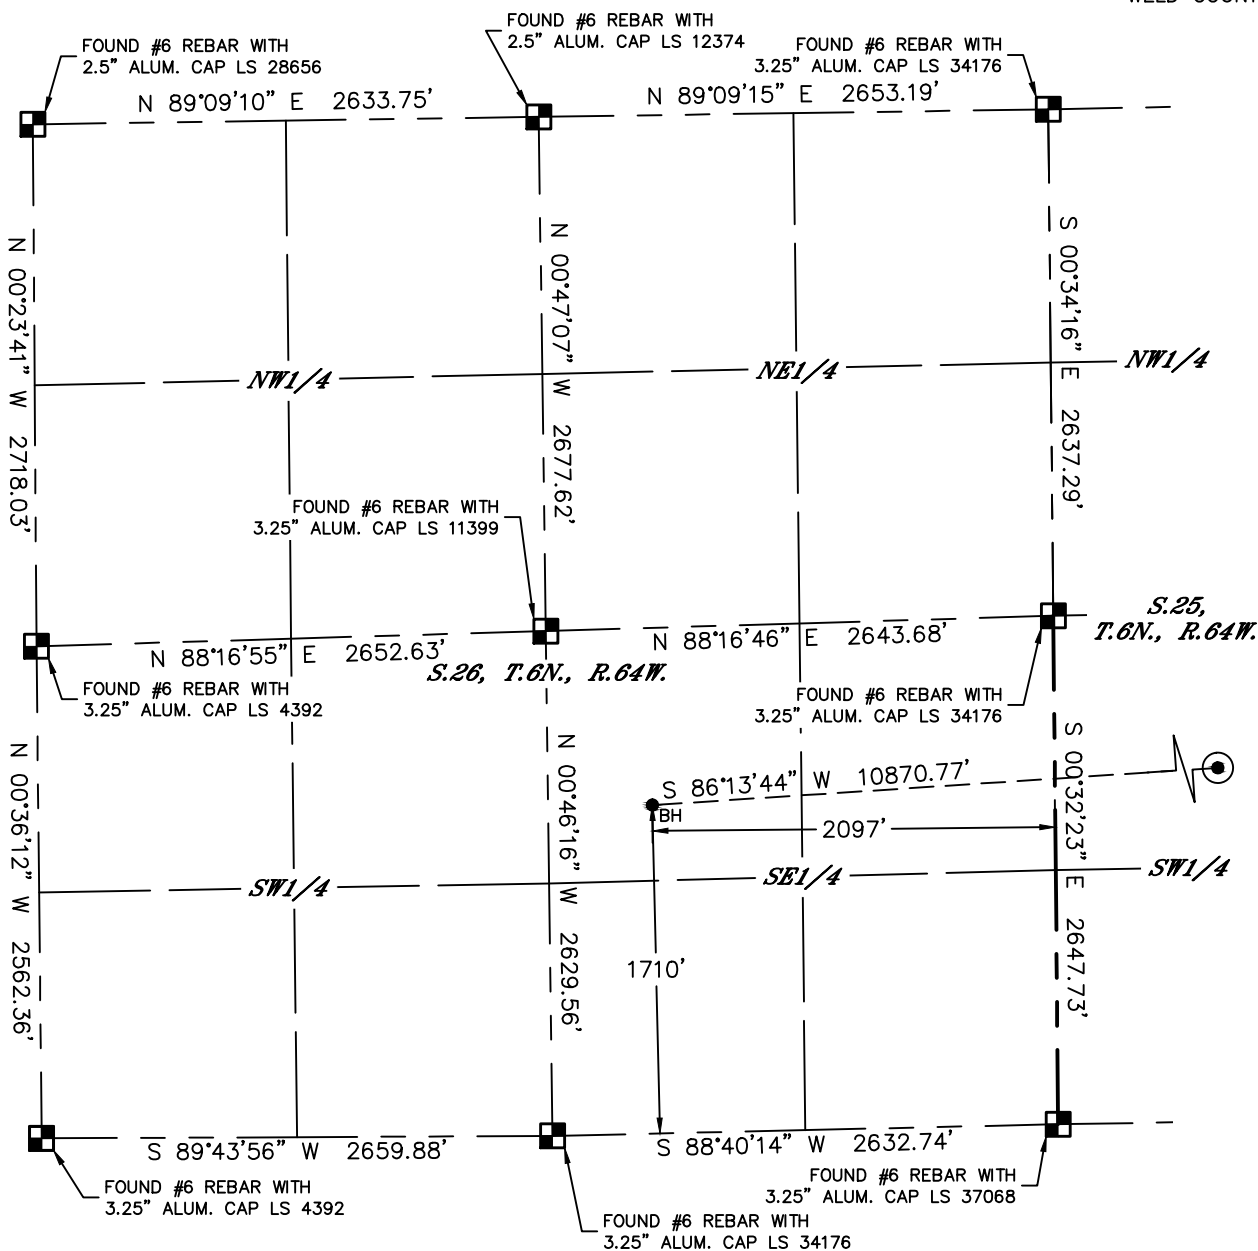 WELD COUNT
FOUND #6 REBAR WITH
2.5" ALUM. CAP LS 28656
FOUND #6 REBAR WITH
2.5" ALUM. CAP LS 12374
FOUND #6 REBAR WITH
3.25" ALUM. CAP LS 34176
N 89°09'10" E 2633.75'
N 89°09'15" E 2653.19'
N 00°23'41" W 2718.03'
N 00°47'07" W 2677.62'
S 00°34'16" E 2637.29'
NW1/4
NE1/4
NW1/4
FOUND #6 REBAR WITH
3.25" ALUM. CAP LS 11399
S.25,
T.6N., R.64W.
N 88°16'55" E 2652.63'
N 88°16'46" E 2643.68'
S.26, T.6N., R.64W.
FOUND #6 REBAR WITH
3.25" ALUM. CAP LS 4392
FOUND #6 REBAR WITH
3.25" ALUM. CAP LS 34176
N 00°36'12" W 2562.36'
N 00°46'16" W 2629.56'
S 00°32'23" E 2647.73'
S 86°13'44" W 10870.77'
BH
2097'
SW1/4
SE1/4
SW1/4
1710'
S 89°43'56" W 2659.88'
S 88°40'14" W 2632.74'
FOUND #6 REBAR WITH
3.25" ALUM. CAP LS 4392
FOUND #6 REBAR WITH
3.25" ALUM. CAP LS 37068
FOUND #6 REBAR WITH
3.25" ALUM. CAP LS 34176